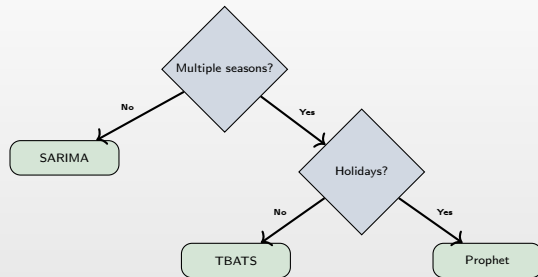 Multiple seasons?
No
Yes
SARIMA
Holidays?
No
Yes
TBATS
Prophet